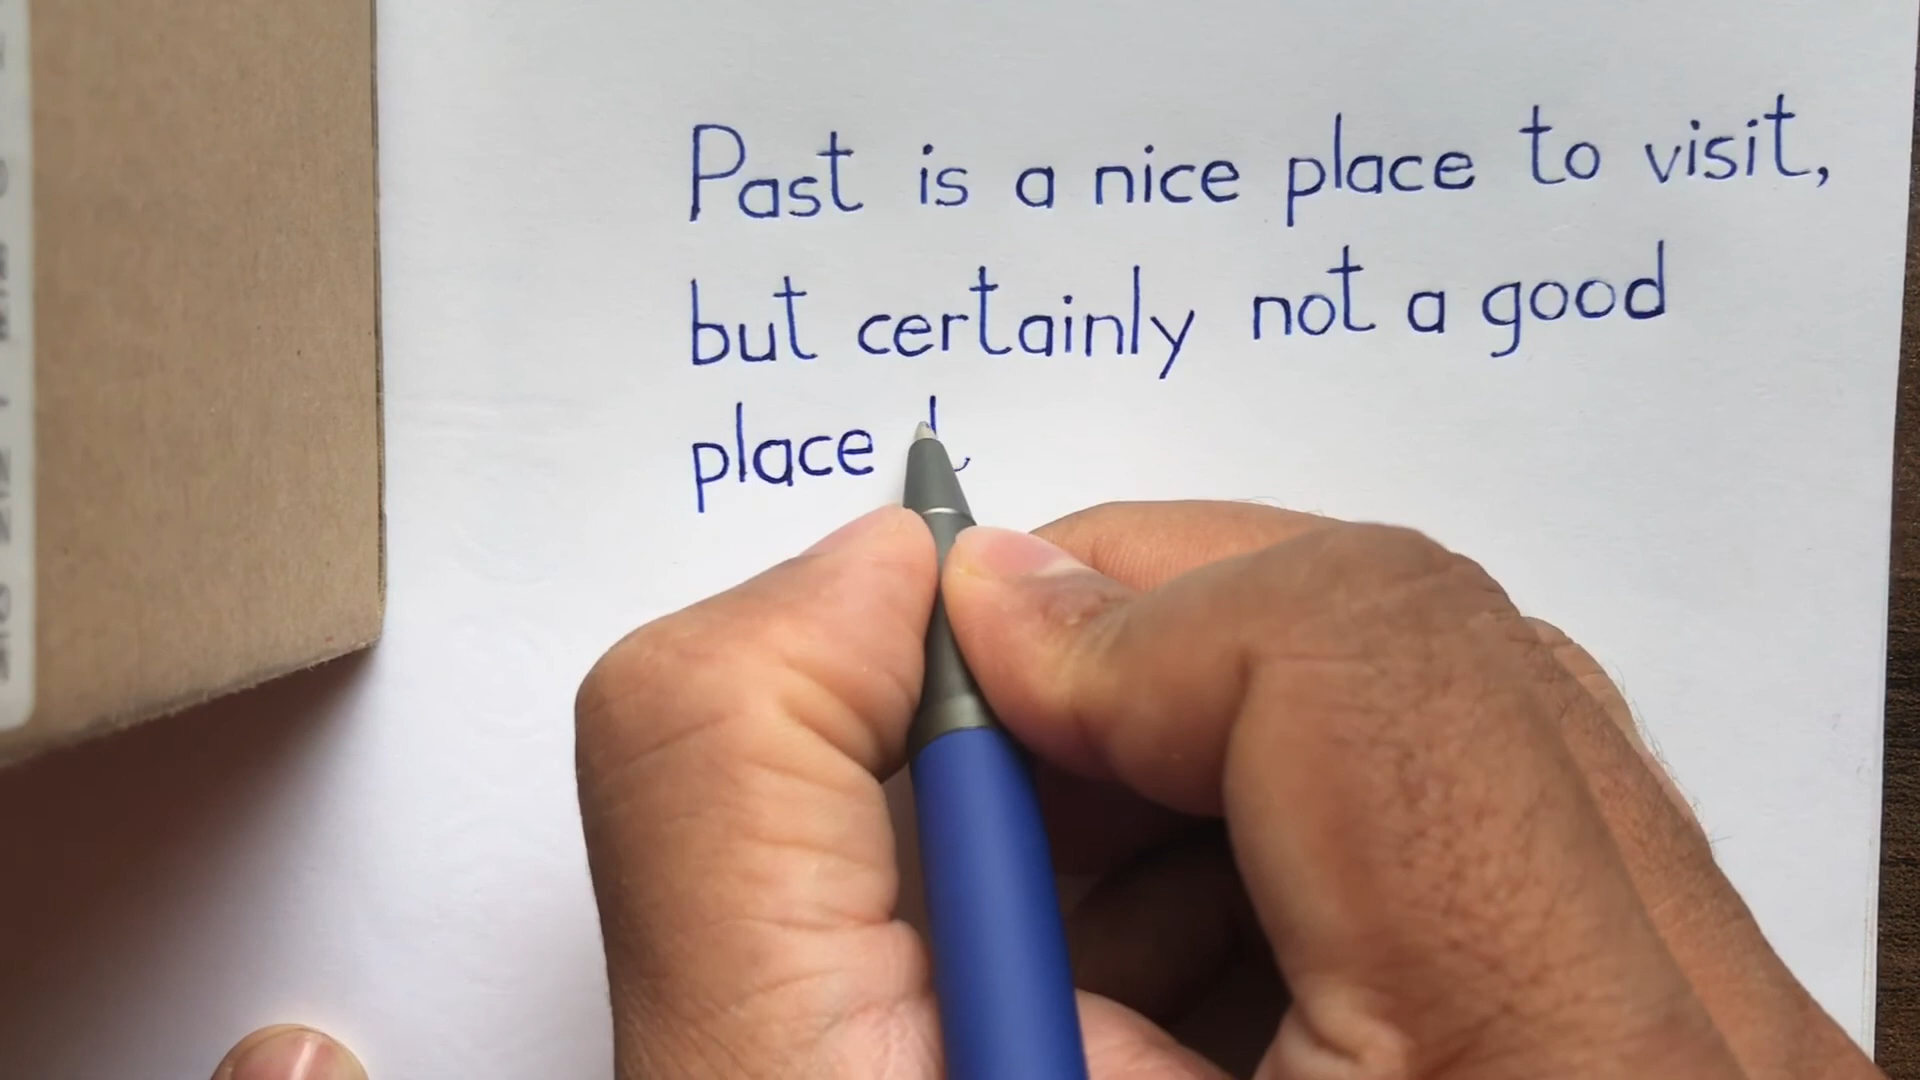 Past is a nice place to visit,
but certainly not a good
place t